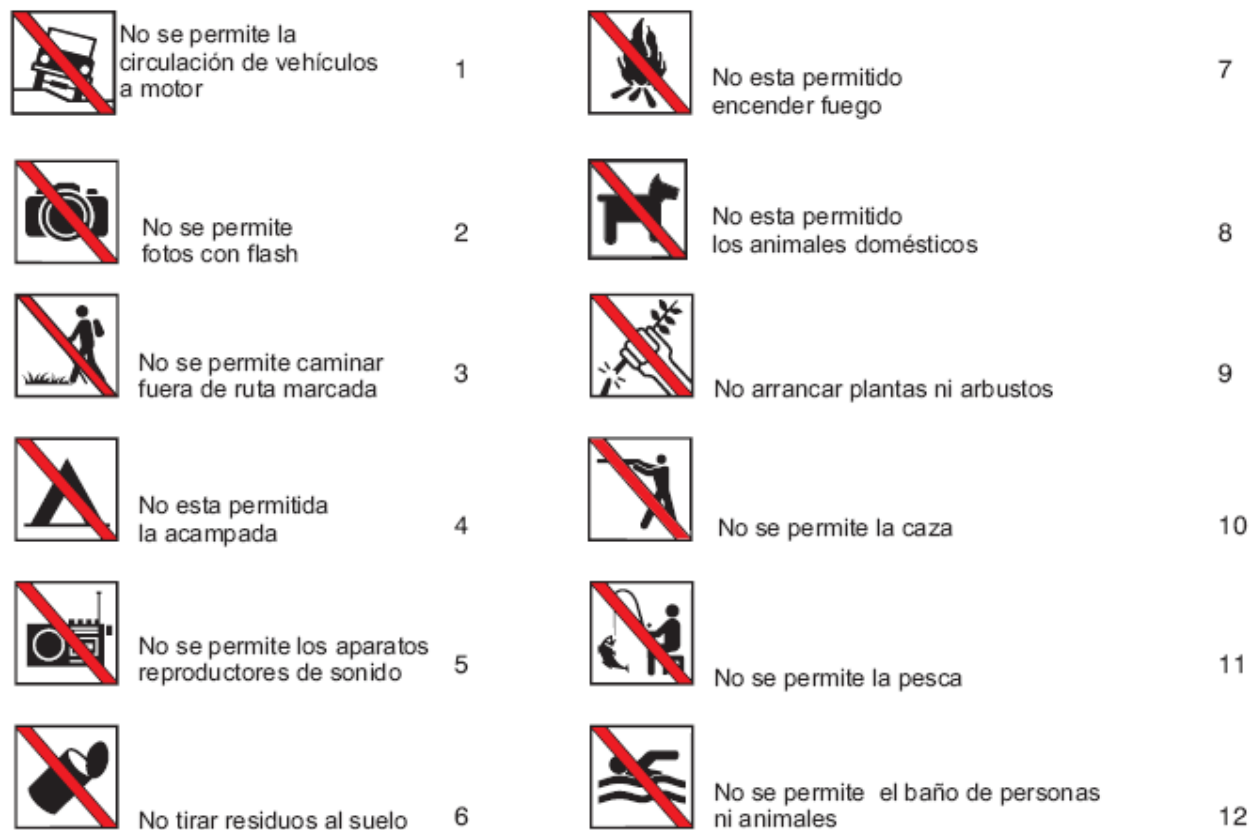 No se permite la
circulación de vehículos
a motor
1
No se permite
fotos con flash
2
No se permite caminar
fuera de ruta marcada
3
No esta permitida
la acampada
4
No se permite los aparatos
reproductores de sonido
5
No tirar residuos al suelo
6
No esta permitido
encender fuego
7
No esta permitido
los animales domésticos
8
No arrancar plantas ni arbustos
9
No se permite la caza
10
No se permite la pesca
11
No se permite el baño de personas
ni animales
12